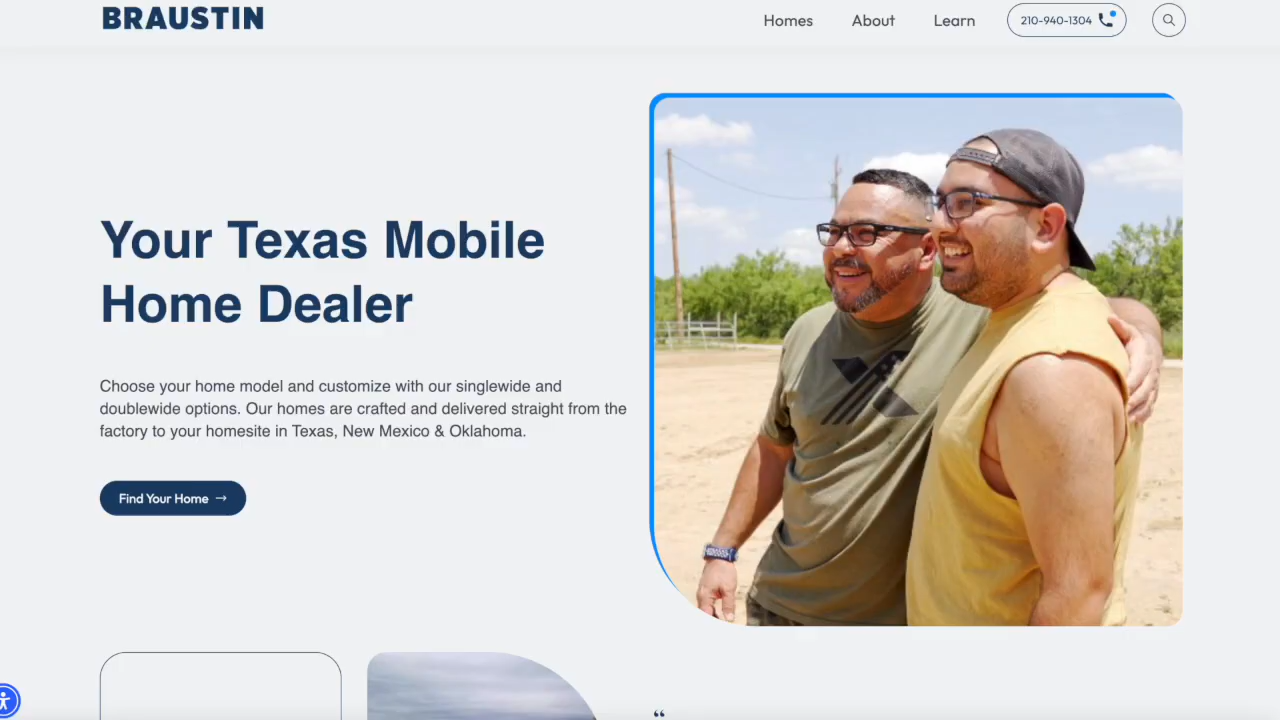 BRAUSTIN
Homes
About
Learn
210-940-1304
Your Texas Mobile
Home Dealer
Choose your home model and customize with our singlewide and
doublewide options. Our homes are crafted and delivered straight from the
factory to your homesite in Texas, New Mexico & Oklahoma.
Find Your Home →
“